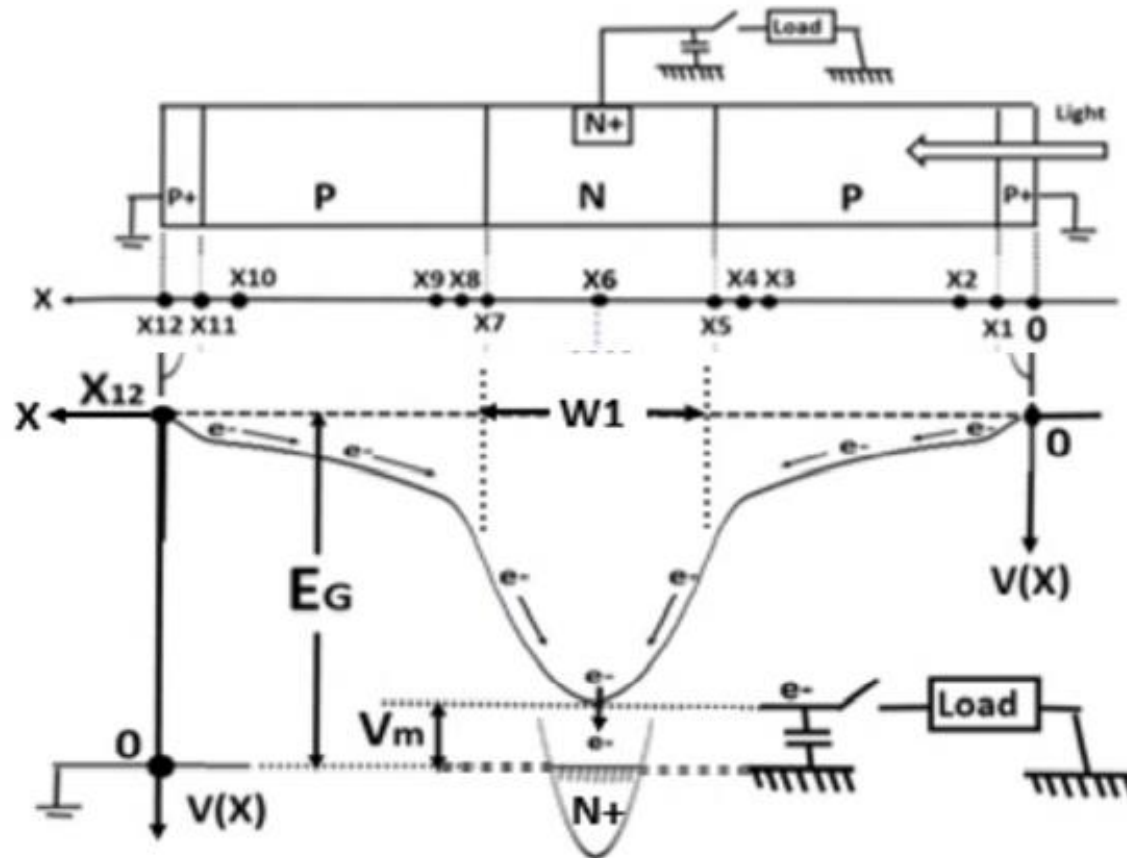 Load
Light
N+
P+ P N P P+
X10 X9 X8 X6 X4 X3 X2
X
X12 X11 X7 X5 X1 0
X12
X W1 0
e- e-
e- e-
EG e- e- V(X)
e- e- Load
Vm e-
0
V(X) N+